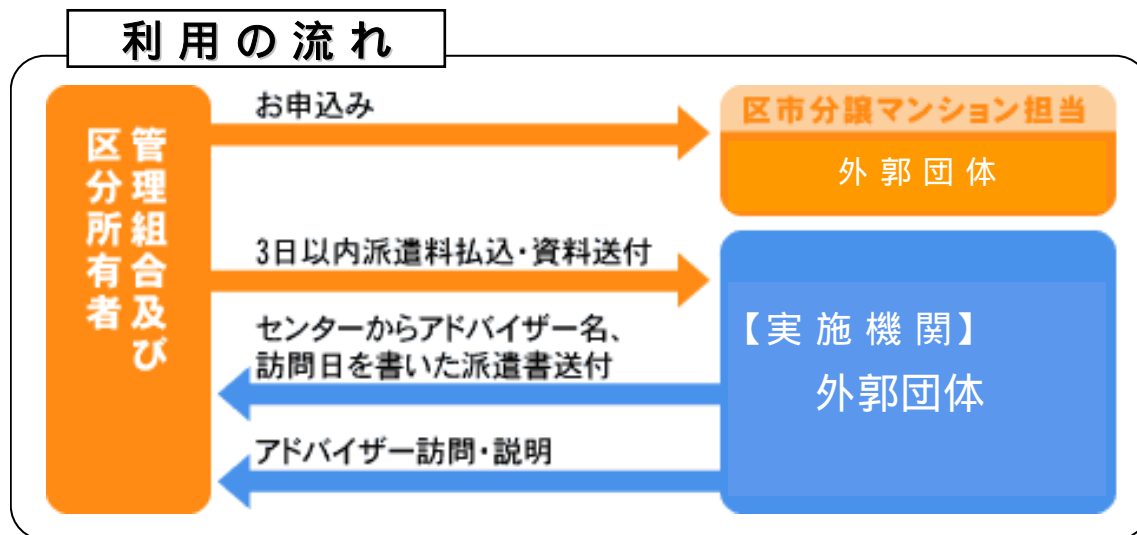 利用の流れ
管理組合及び
区分所有者
お申込み
区市分譲マンション担当
外郭団体
3日以内派遣料払込・資料送付
センターからアドバイザー名、
訪問日を書いた派遣書送付
アドバイザー訪問・説明
【実施機関】
外郭団体